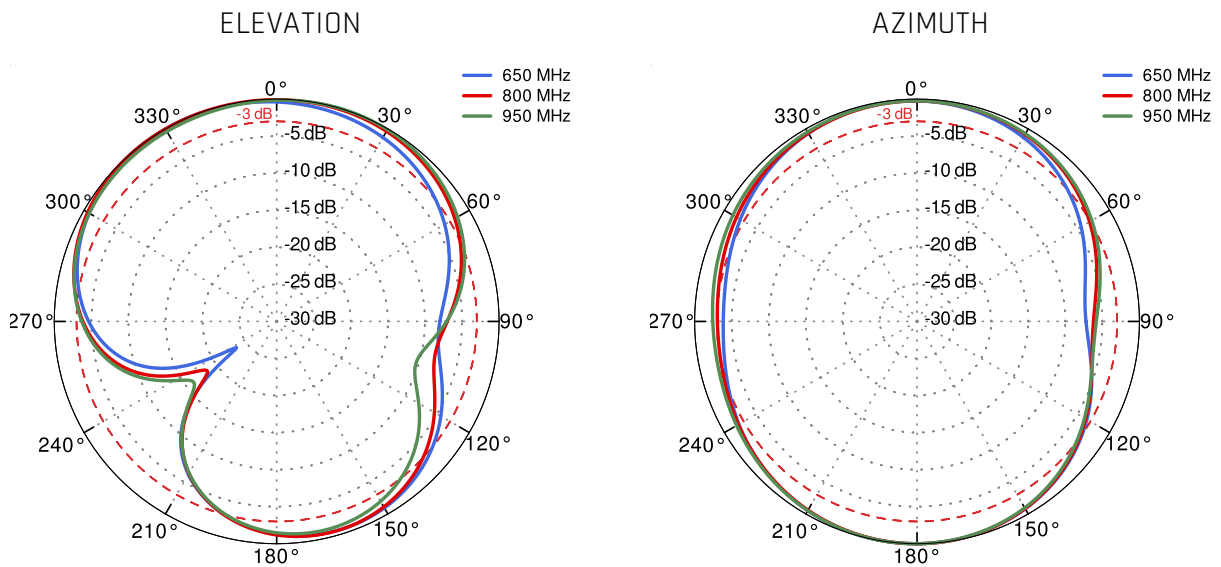 ELEVATION
650 MHz
800 MHz
950 MHz
0°
330°
-3 dB
30°
-5 dB
-10 dB
300°
60°
-15 dB
-20 dB
-25 dB
270°
-30 dB
90°
240°
120°
210°
150°
180°
AZIMUTH
650 MHz
800 MHz
950 MHz
0°
330°
-3 dB
30°
-5 dB
-10 dB
300°
60°
-15 dB
-20 dB
-25 dB
270°
-30 dB
90°
240°
120°
210°
150°
180°